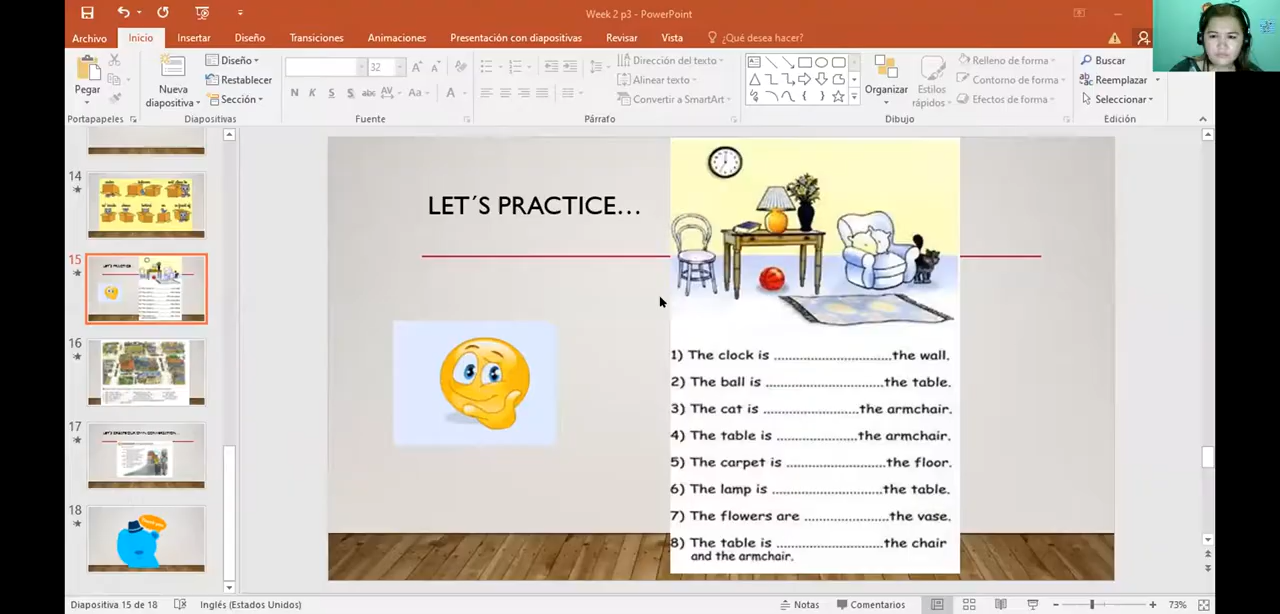 Week 2 p3 - PowerPoint
Archivo
Inicio
Insertar
Diseño
Transiciones
Animaciones
Presentación con diapositivas
Revisar
Vista
¿Qué desea hacer?
Pegar
Nueva
diapositiva
Diseño
Restablecer
Sección
32
N K S S abc AV Aa A
Dirección del texto
Alinear texto
Convertir a SmartArt
Organizar
Estilos
rápidos
Relleno de forma
Contorno de forma
Efectos de forma
Buscar
Reemplazar
Seleccionar
Portapapeles
Diapositivas
Fuente
Párrafo
Dibujo
Edición
14
15
16
17
18
LET´S PRACTICE...
1) The clock is ..............................the wall.
2) The ball is ..............................the table.
3) The cat is ........................the armchair.
4) The table is ....................the armchair.
5) The carpet is .........................the floor.
6) The lamp is ............................the table.
7) The flowers are .....................the vase.
8) The table is ............................the chair
and the armchair.
Diapositiva 15 de 18
Inglés (Estados Unidos)
Notas
Comentarios
73%